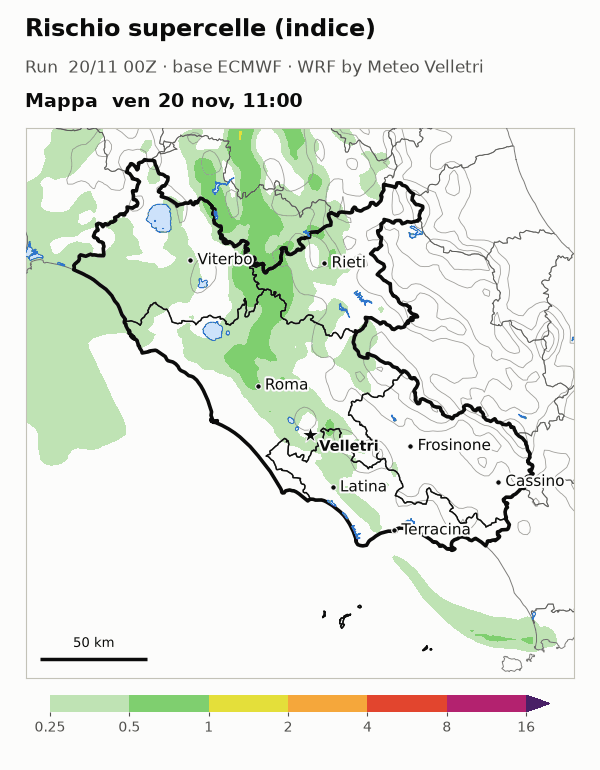 Rischio supercelle (indice)
Run  20/11 00Z · base ECMWF · WRF by Meteo Velletri
Mappa  ven 20 nov, 11:00
Viterbo
Rieti
Roma
Velletri
Frosinone
Cassino
Latina
Terracina
50 km
0.25 0.5 1 2 4 8 16